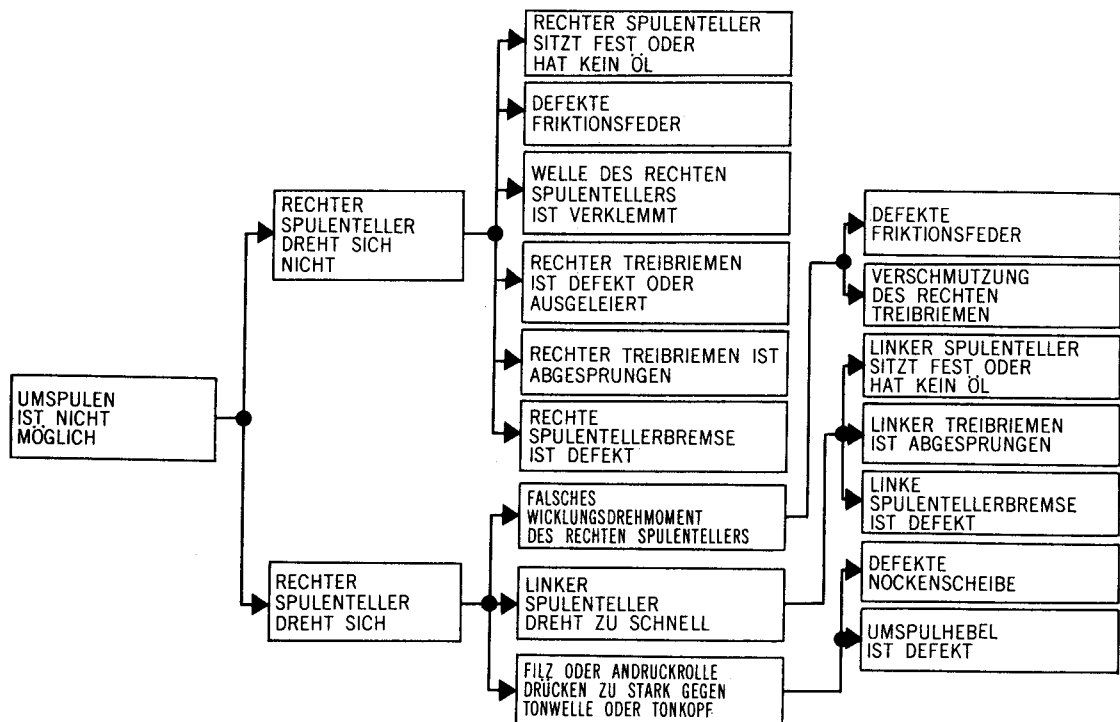 UMSPULEN
IST NICHT
MÖGLICH
RECHTER
SPULENTELLER
DREHT SICH
NICHT
RECHTER
SPULENTELLER
DREHT SICH
RECHTER SPULENTELLER
SITZT FEST ODER
HAT KEIN ÖL
DEFEKTE
FRIKTIONSFEDER
WELLE DES RECHTEN
SPULENTELLERS
IST VERKLEMMT
RECHTER TREIBRIEMEN
IST DEFEKT ODER
AUSGELEIERT
RECHTER TREIBRIEMEN IST
ABGESPRUNGEN
RECHTE
SPULENTELLERBREMSE
IST DEFEKT
FALSCHES
WICKLUNGSDREHMOMENT
DES RECHTEN SPULENTELLERS
LINKER
SPULENTELLER
DREHT ZU SCHNELL
FILZ ODER ANDRUCKROLLE
DRÜCKEN ZU STARK GEGEN
TONWELLE ODER TONKOPF
DEFEKTE
FRIKTIONSFEDER
VERSCHMUTZUNG
DES RECHTEN
TREIBRIEMEN
LINKER SPULENTELLER
SITZT FEST ODER
HAT KEIN ÖL
LINKER TREIBRIEMEN
IST ABGESPRUNGEN
LINKE
SPULENTELLERBREMSE
IST DEFEKT
DEFEKTE
NOCKENSCHEIBE
UMSPULHEBEL
IST DEFEKT